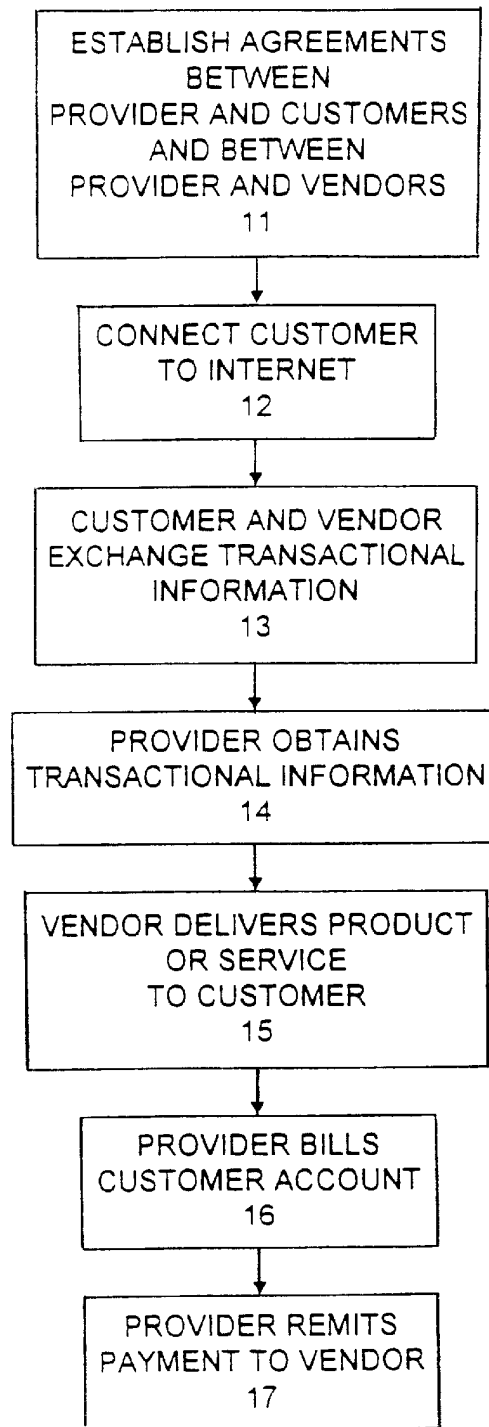 ESTABLISH AGREEMENTS
BETWEEN
PROVIDER AND CUSTOMERS
AND BETWEEN
PROVIDER AND VENDORS
11
CONNECT CUSTOMER
TO INTERNET
12
CUSTOMER AND VENDOR
EXCHANGE TRANSACTIONAL
INFORMATION
13
PROVIDER OBTAINS
TRANSACTIONAL INFORMATION
14
VENDOR DELIVERS PRODUCT
OR SERVICE
TO CUSTOMER
15
PROVIDER BILLS
CUSTOMER ACCOUNT
16
PROVIDER REMITS
PAYMENT TO VENDOR
17